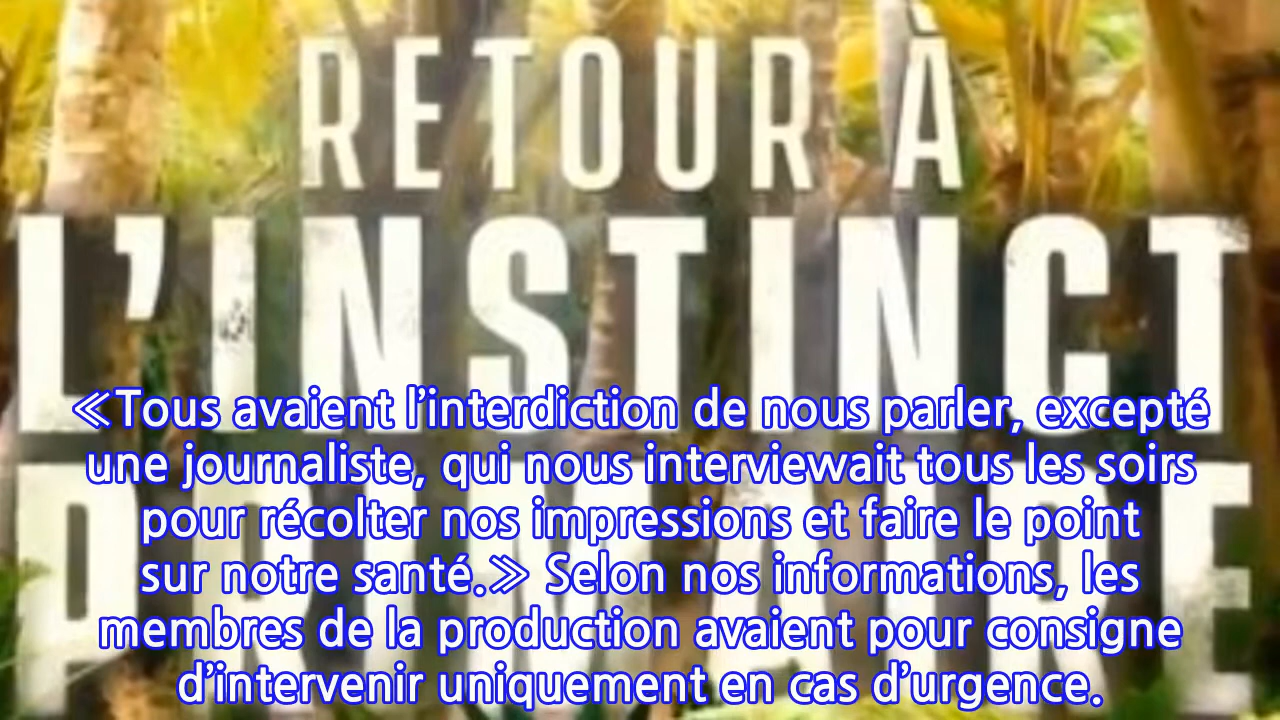 RETOUR À
L’INSTINCT
PRIMAIRE
≪Tous avaient l’interdiction de nous parler, excepté
une journaliste, qui nous interviewait tous les soirs
pour récolter nos impressions et faire le point
sur notre santé.≫ Selon nos informations, les
membres de la production avaient pour consigne
d’intervenir uniquement en cas d’urgence.